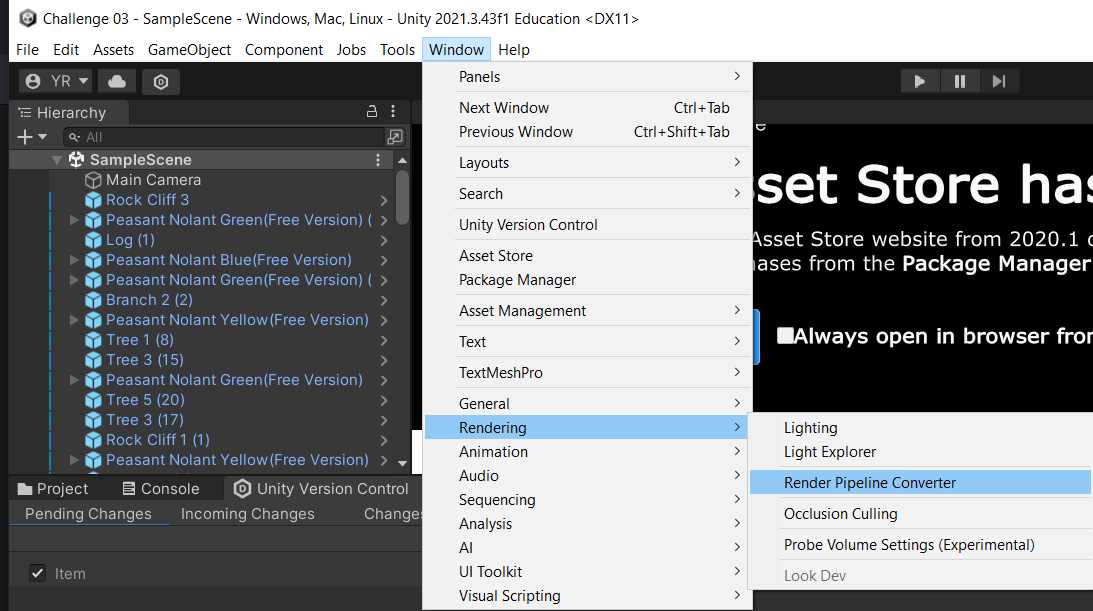 Challenge 03 - SampleScene - Windows, Mac, Linux - Unity 2021.3.43f1 Education <DX11>
File Edit Assets GameObject Component Jobs Tools Window Help
YR
Hierarchy
All
SampleScene
Main Camera
Rock Cliff 3
Peasant Nolant Green(Free Version) (
Log (1)
Peasant Nolant Blue(Free Version)
Peasant Nolant Green(Free Version) (
Branch 2 (2)
Peasant Nolant Yellow(Free Version)
Tree 1 (8)
Tree 3 (15)
Peasant Nolant Green(Free Version)
Tree 5 (20)
Tree 3 (17)
Rock Cliff 1 (1)
Peasant Nolant Yellow(Free Version)
Project Console Unity Version Control
Pending Changes Incoming Changes Change
Item
Panels
Next Window Ctrl+Tab
Previous Window Ctrl+Shift+Tab
Layouts
Search
Unity Version Control
Asset Store
Package Manager
Asset Management
Text
TextMeshPro
General
Rendering
Animation
Audio
Sequencing
Analysis
AI
UI Toolkit
Visual Scripting
sset Store has
Asset Store website from 2020.1
hases from the Package Manager
Always open in browser from
Lighting
Light Explorer
Render Pipeline Converter
Occlusion Culling
Probe Volume Settings (Experimental)
Look Dev